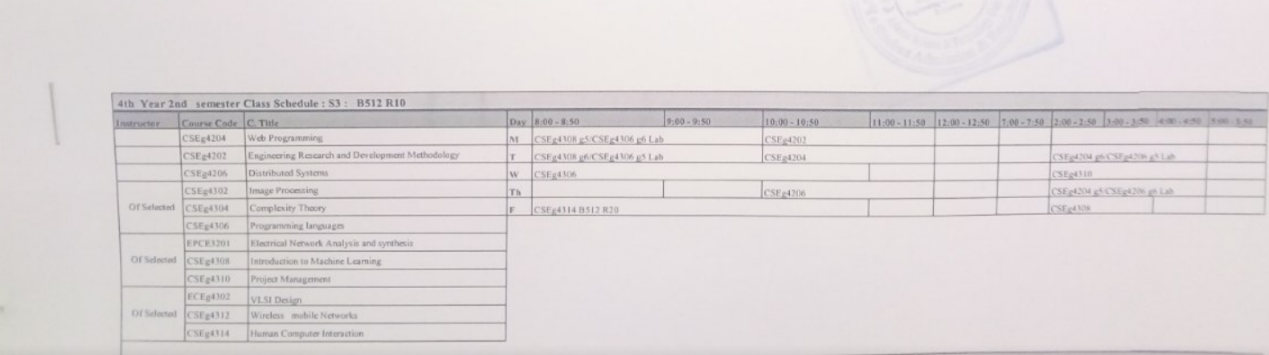 4th Year 2nd semester Class Schedule : S3 : B512 R10
Instructor Course Code C. Title Day 8:00 - 8:50 9:00 - 9:50 10:00 - 10:50 11:00 - 11:50 12:00 - 12:50 7:00 - 7:50 2:00 - 2:50 3:00 - 3:50 4:00 - 4:50
CSEg4204 Web Programming M CSEg4308 g5/CSEg4306 g6 Lab CSEg4202
CSEg4202 Engineering Research and Development Methodology T CSEg4308 g6/CSEg4306 g5 Lab CSEg4204 CSEg4204 g6/CSEg4206 g5 Lab
CSEg4206 Distributed Systems W CSEg4306 CSEg4310
CSEg4302 Image Processing Th CSEg4206 CSEg4204 g5/CSEg4206 g6 Lab
Of Selected CSEg4304 Complexity Theory F CSEg4314 B512 R20 CSEg4308
CSEg4306 Programming languages
EPCE3201 Electrical Network Analysis and synthesis
Of Selected CSEg4308 Introduction to Machine Learning
CSEg4310 Project Management
ECEg4302 VLSI Design
Of Selected CSEg4312 Wireless mobile Networks
CSEg4314 Human Computer Interaction